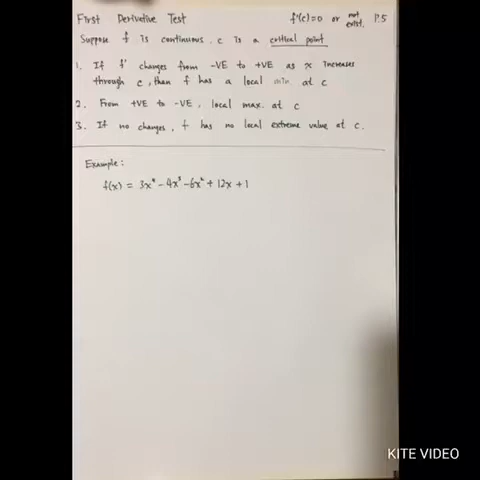 First Derivative Test f'(c)=0 or not exist. P.5
Suppose f is continuous, c is a critical point
1. If f' changes from -VE to +VE as x increases
through c, then f has a local min at c
2. From +VE to -VE, local max. at c
3. If no changes, f has no local extreme value at c.
Example:
f(x) = 3x⁴ - 4x³ - 6x² + 12x + 1
KITE VIDEO